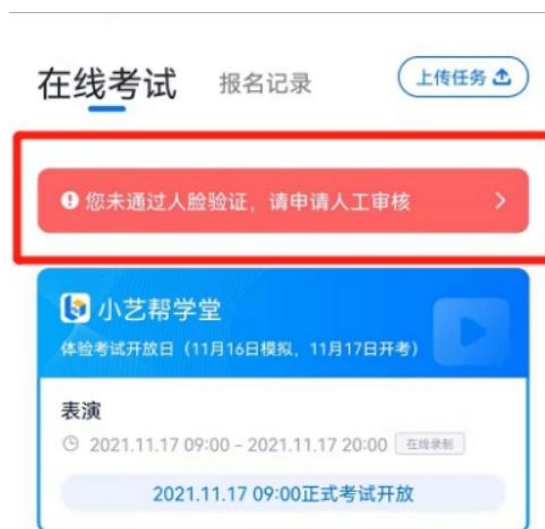 在线考试
报名记录
上传任务
您未通过人脸验证，请申请人工审核
小艺帮学堂
体验考试开放日（11月16日模拟，11月17日开考）
表演
2021.11.17 09:00 - 2021.11.17 20:00 在线录制
2021.11.17 09:00正式考试开放